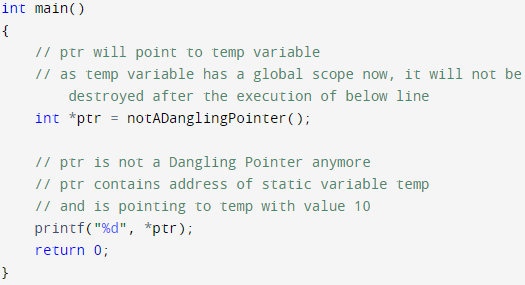 int main()
{
    // ptr will point to temp variable
    // as temp variable has a global scope now, it will not be
        destroyed after the execution of below line
    int *ptr = notADanglingPointer();

    // ptr is not a Dangling Pointer anymore
    // ptr contains address of static variable temp
    // and is pointing to temp with value 10
    printf("%d", *ptr);
    return 0;
}